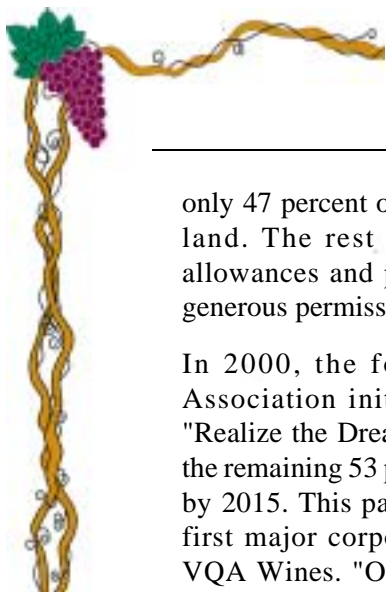 only 47 percent o
land. The rest
allowances and p
generous permiss
In 2000, the fo
Association init
"Realize the Drea
the remaining 53 p
by 2015. This pa
first major corp
VQA Wines. "O